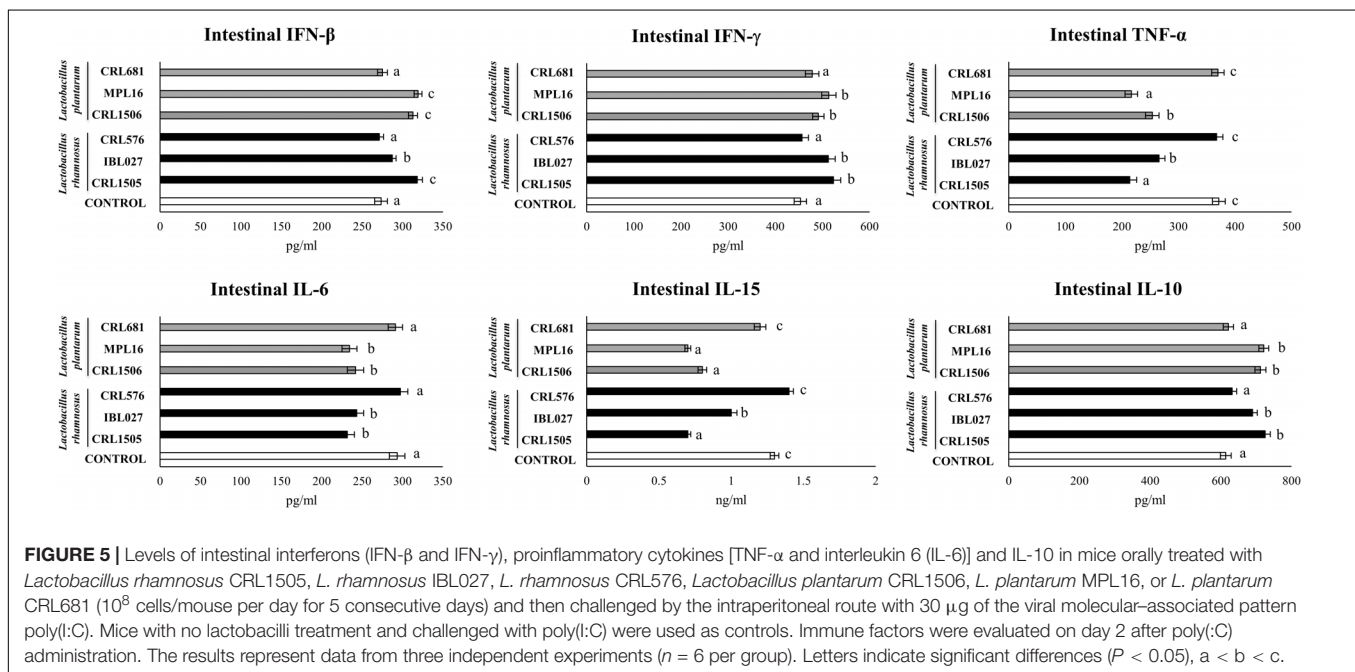 Intestinal IFN-β
Lactobacillus plantarum
CRL681 a
MPL16 c
CRL1506 c
Lactobacillus rhamnosus
CRL576 a
IBL027 b
CRL1505 c
CONTROL a
0 50 100 150 200 250 300 350
pg/ml
Intestinal IFN-γ
Lactobacillus plantarum
CRL681 a
MPL16 b
CRL1506 b
Lactobacillus rhamnosus
CRL576 a
IBL027 b
CRL1505 b
CONTROL a
0 100 200 300 400 500 600
pg/ml
Intestinal TNF-α
Lactobacillus plantarum
CRL681 c
MPL16 a
CRL1506 b
Lactobacillus rhamnosus
CRL576 c
IBL027 b
CRL1505 a
CONTROL c
0 100 200 300 400 500
pg/ml
Intestinal IL-6
Lactobacillus plantarum
CRL681 a
MPL16 b
CRL1506 b
Lactobacillus rhamnosus
CRL576 a
IBL027 b
CRL1505 b
CONTROL a
0 50 100 150 200 250 300 350
pg/ml
Intestinal IL-15
Lactobacillus plantarum
CRL681 c
MPL16 a
CRL1506 a
Lactobacillus rhamnosus
CRL576 c
IBL027 b
CRL1505 a
CONTROL c
0 0.5 1 1.5 2
ng/ml
Intestinal IL-10
Lactobacillus plantarum
CRL681 a
MPL16 b
CRL1506 b
Lactobacillus rhamnosus
CRL576 a
IBL027 b
CRL1505 b
CONTROL a
0 200 400 600 800
pg/ml
FIGURE 5 | Levels of intestinal interferons (IFN-β and IFN-γ), proinflammatory cytokines [TNF-α and interleukin 6 (IL-6)] and IL-10 in mice orally treated with
Lactobacillus rhamnosus CRL1505, L. rhamnosus IBL027, L. rhamnosus CRL576, Lactobacillus plantarum CRL1506, L. plantarum MPL16, or L. plantarum
CRL681 (10⁸ cells/mouse per day for 5 consecutive days) and then challenged by the intraperitoneal route with 30 μg of the viral molecular–associated pattern
poly(I:C). Mice with no lactobacilli treatment and challenged with poly(I:C) were used as controls. Immune factors were evaluated on day 2 after poly(:C)
administration. The results represent data from three independent experiments (n = 6 per group). Letters indicate significant differences (P < 0.05), a < b < c.